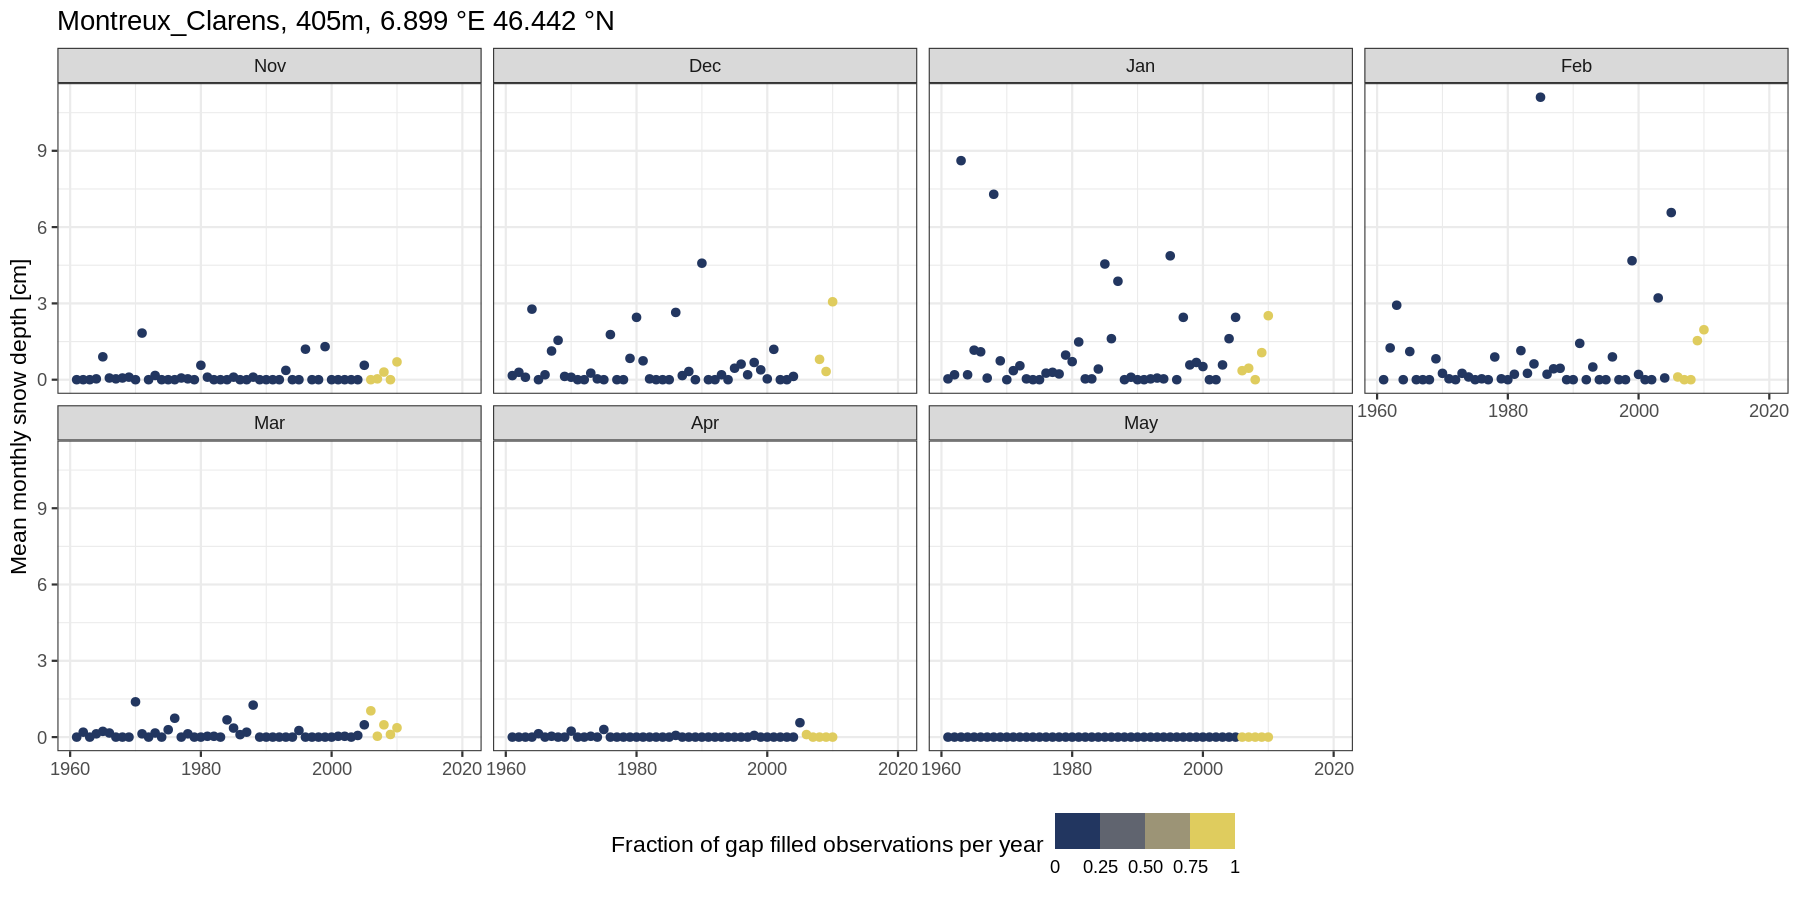 Montreux_Clarens, 405m, 6.899 °E 46.442 °N
Nov
Dec
Jan
Feb
9
6
3
0
1960 1980 2000 2020
Mar
Apr
May
9
6
3
0
1960 1980 2000 2020 1960 1980 2000 2020 1960 1980 2000 2020
Mean monthly snow depth [cm]
Fraction of gap filled observations per year
0 0.25 0.50 0.75 1